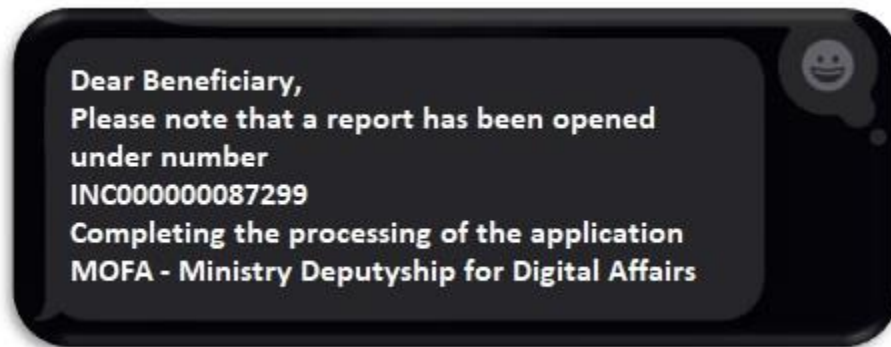 Dear Beneficiary,
Please note that a report has been opened
under number
INC000000087299
Completing the processing of the application
MOFA - Ministry Deputyship for Digital Affairs